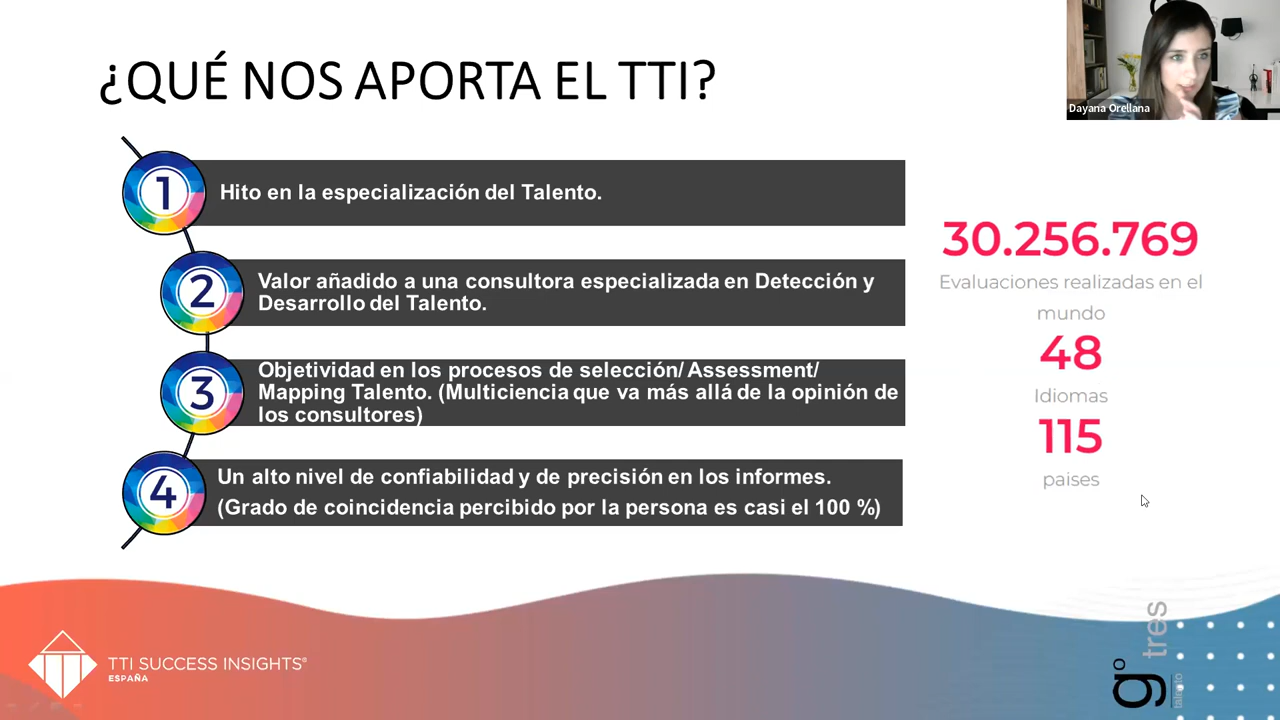 ¿QUÉ NOS APORTA EL TTI?
Dayana Orellana
1
Hito en la especialización del Talento.
2
Valor añadido a una consultora especializada en Detección y
Desarrollo del Talento.
3
Objetividad en los procesos de selección/ Assessment/
Mapping Talento. (Multiciencia que va más allá de la opinión de
los consultores)
4
Un alto nivel de confiabilidad y de precisión en los informes.
(Grado de coincidencia percibido por la persona es casi el 100 %)
30.256.769
Evaluaciones realizadas en el
mundo
48
Idiomas
115
paises
TTI SUCCESS INSIGHTS®
ESPAÑA
g° tres
talento